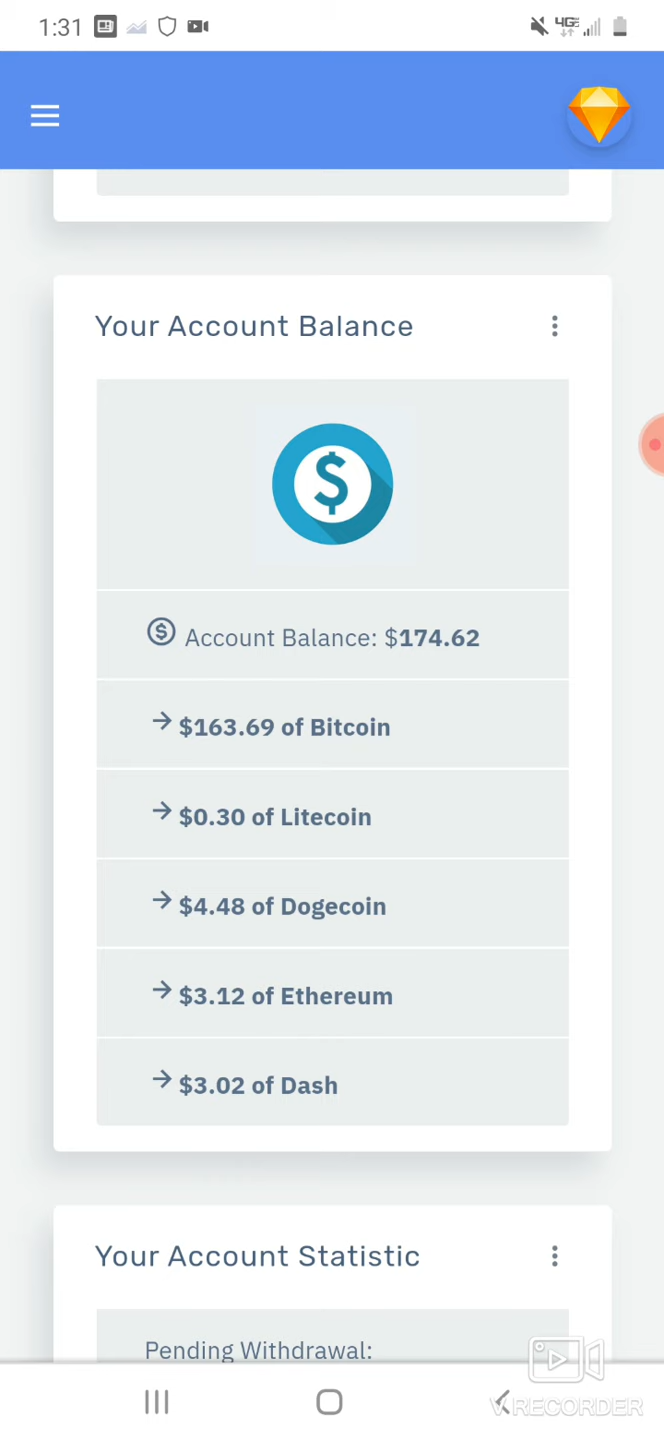 1:31 4GE
Your Account Balance
$
Account Balance: $174.62
→ $163.69 of Bitcoin
→ $0.30 of Litecoin
→ $4.48 of Dogecoin
→ $3.12 of Ethereum
→ $3.02 of Dash
Your Account Statistic
Pending Withdrawal:
V RECORDER